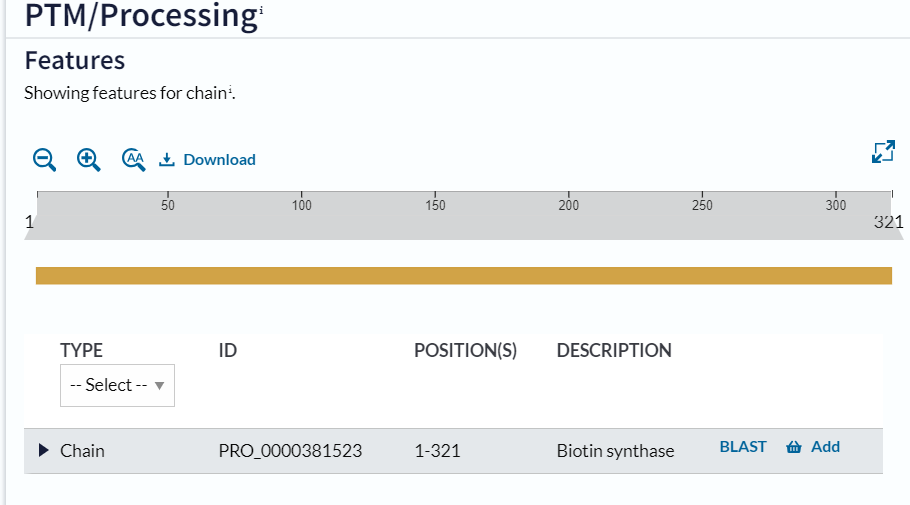 PTM/Processing i
Features
Showing features for chain i.
AA Download
50 100 150 200 250 300
1 321
TYPE ID POSITION(S) DESCRIPTION
-- Select --
Chain PRO_0000381523 1-321 Biotin synthase BLAST Add